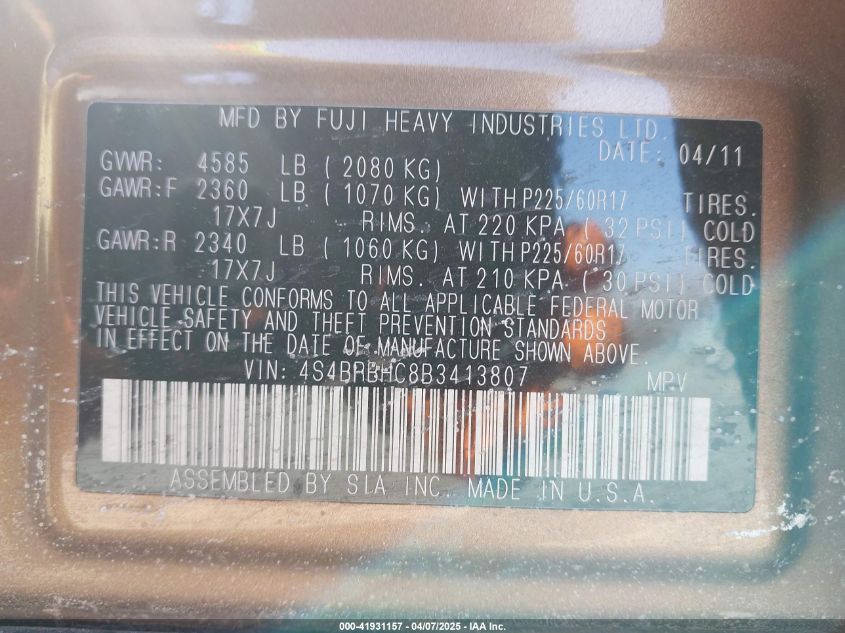 MFD BY FUJI HEAVY INDUSTRIES LTD.
DATE: 04/11
GVWR: 4585 LB ( 2080 KG)
GAWR:F 2360 LB ( 1070 KG) WITH P225/60R17 TIRES.
17X7J RIMS. AT 220 KPA ( 32 PSI) COLD
GAWR:R 2340 LB ( 1060 KG) WITH P225/60R17 TIRES.
17X7J RIMS. AT 210 KPA ( 30 PSI) COLD
THIS VEHICLE CONFORMS TO ALL APPLICABLE FEDERAL MOTOR
VEHICLE SAFETY AND THEFT PREVENTION STANDARDS
IN EFFECT ON THE DATE OF MANUFACTURE SHOWN ABOVE.
VIN: 4S4BRBHC8B3413807 MPV
ASSEMBLED BY SIA INC. MADE IN U.S.A.
000-41931157 - 04/07/2025 - IAA Inc.